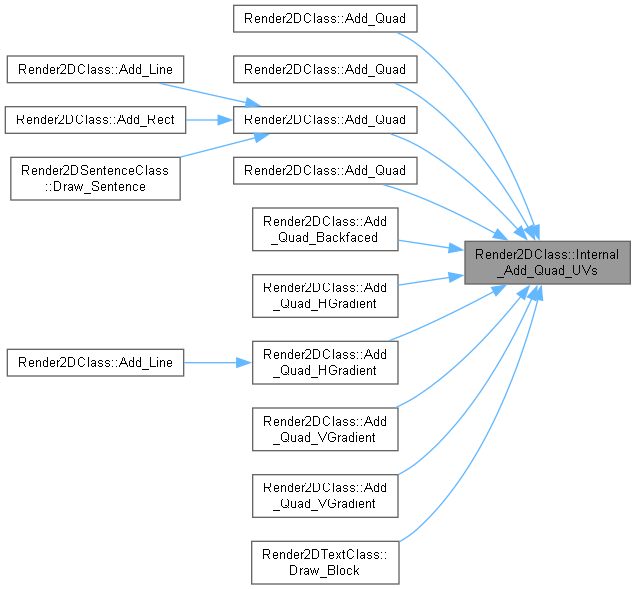 Render2DClass::Add_Quad
Render2DClass::Add_Line
Render2DClass::Add_Quad
Render2DClass::Add_Rect
Render2DClass::Add_Quad
Render2DSentenceClass
::Draw_Sentence
Render2DClass::Add_Quad
Render2DClass::Add
_Quad_Backfaced
Render2DClass::Internal
_Add_Quad_UVs
Render2DClass::Add
_Quad_HGradient
Render2DClass::Add_Line
Render2DClass::Add
_Quad_HGradient
Render2DClass::Add
_Quad_VGradient
Render2DClass::Add
_Quad_VGradient
Render2DTextClass::
Draw_Block